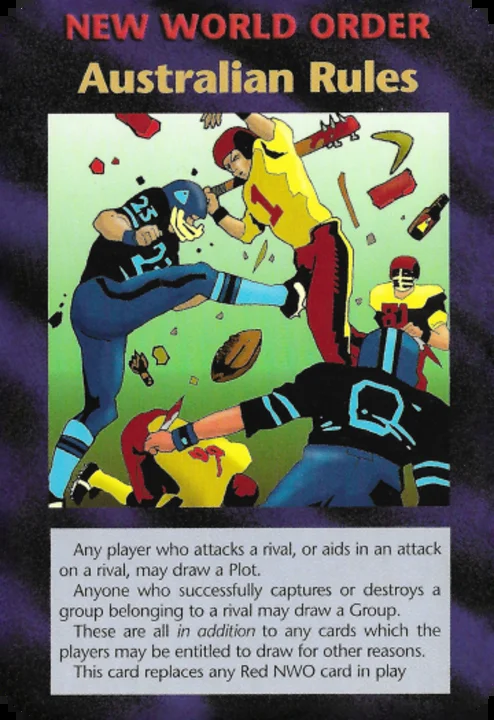 NEW WORLD ORDER
Australian Rules
23
23
1
81
Q
Any player who attacks a rival, or aids in an attack
on a rival, may draw a Plot.
Anyone who successfully captures or destroys a
group belonging to a rival may draw a Group.
These are all in addition to any cards which the
players may be entitled to draw for other reasons.
This card replaces any Red NWO card in play